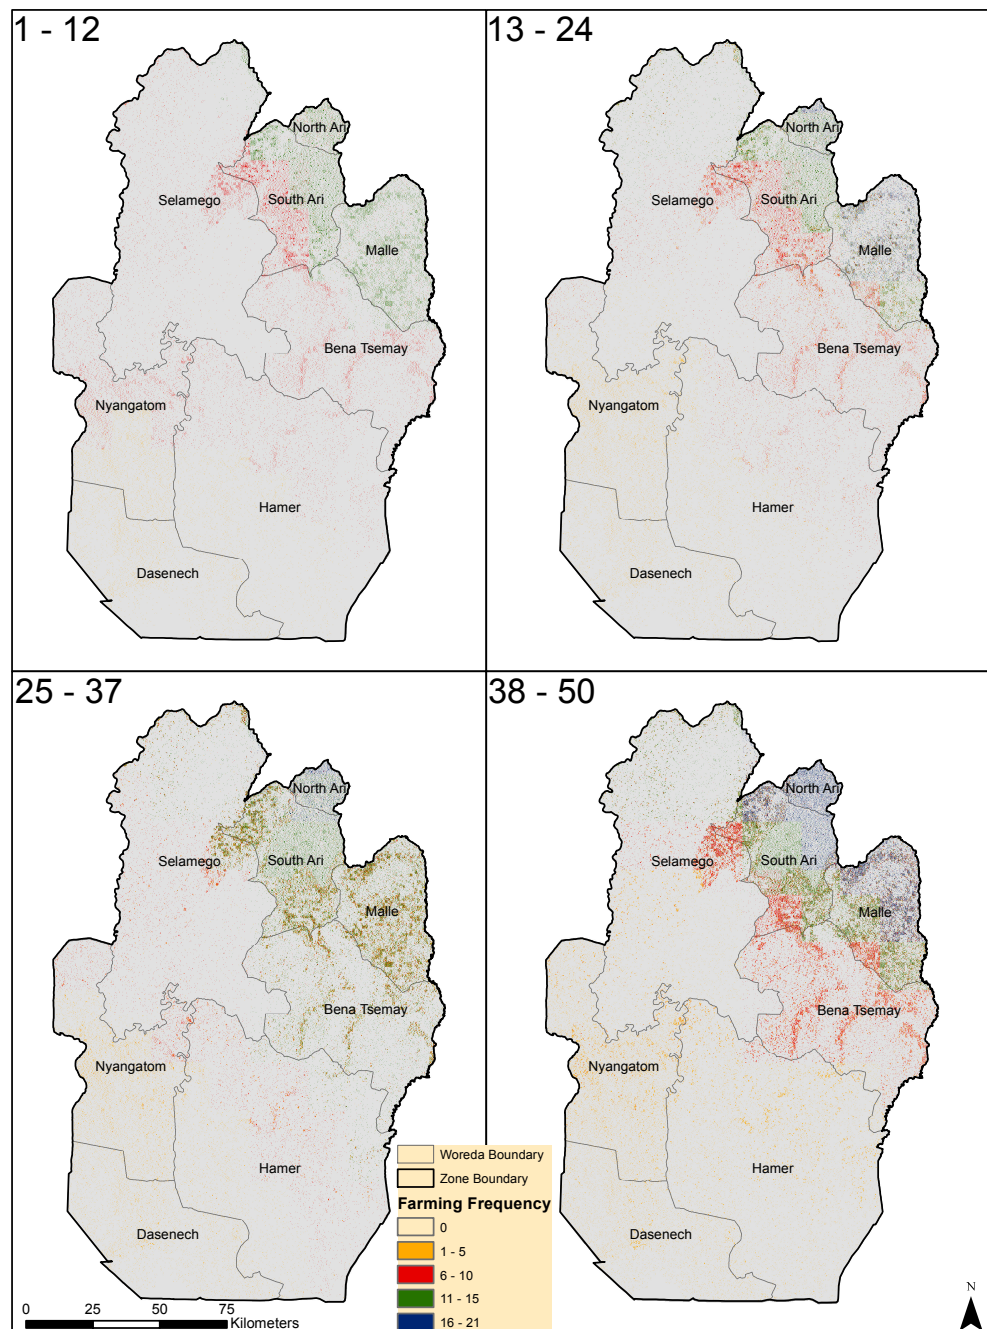 1 - 12
North Ari
Selamego
South Ari
Malle
Bena Tsemay
Nyangatom
Hamer
Dasenech
13 - 24
North Ari
Selamego
South Ari
Malle
Bena Tsemay
Nyangatom
Hamer
Dasenech
25 - 37
North Ari
Selamego
South Ari
Malle
Bena Tsemay
Nyangatom
Hamer
Dasenech
38 - 50
North Ari
Selamego
South Ari
Malle
Bena Tsemay
Nyangatom
Hamer
Dasenech
Woreda Boundary
Zone Boundary
Farming Frequency
0
1 - 5
6 - 10
11 - 15
16 - 21
0 25 50 75
Kilometers
N